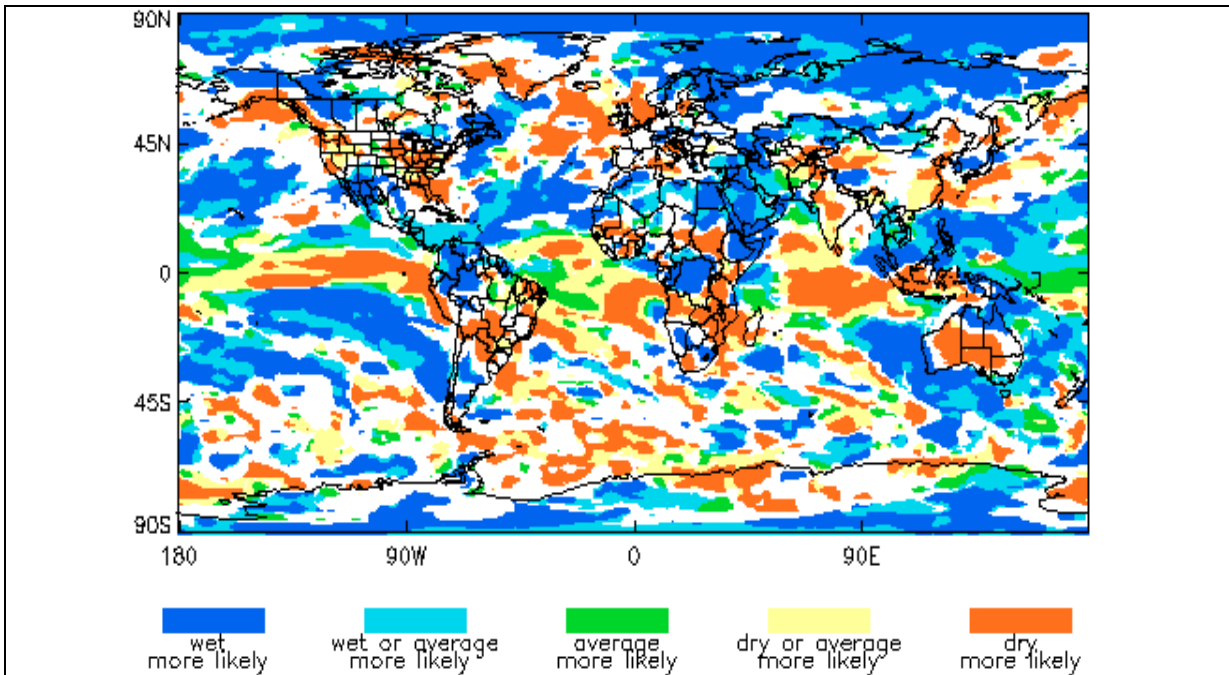 90N
45N
0
45S
90S
180 90W 0 90E
wet
more likely
wet or average
more likely
average
more likely
dry or average
more likely
dry
more likely